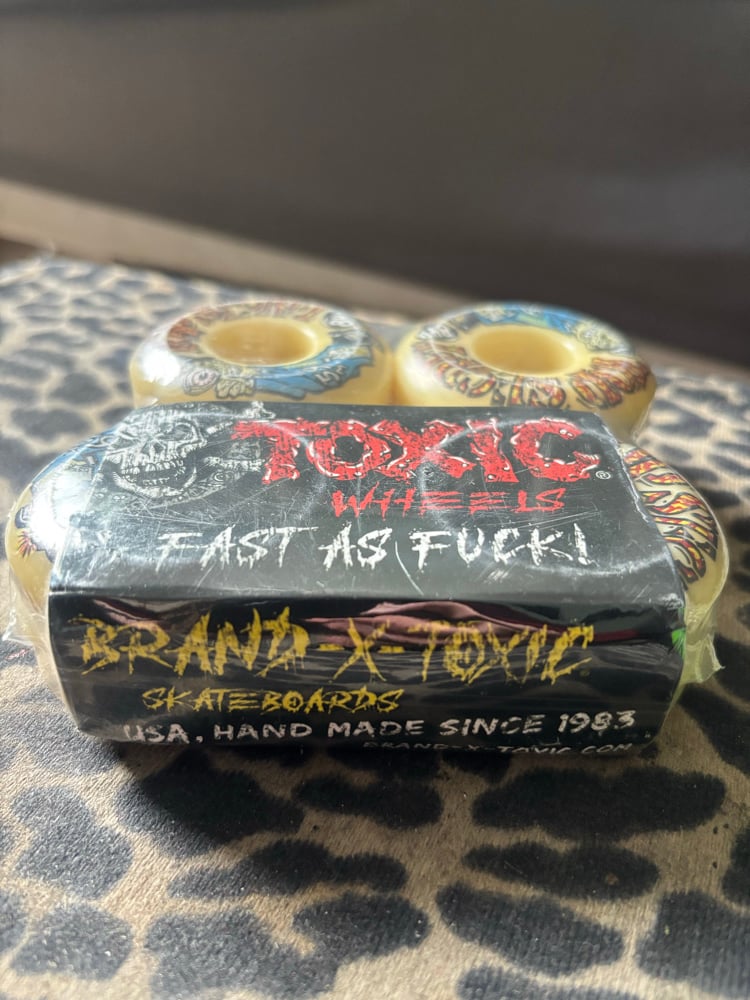 TOXIC®
WHEELS
FAST AS FUCK!
BRAND-X-TOXIC
SKATEBOARDS
USA, HAND MADE SINCE 1983
BRAND-X-TOXIC.COM